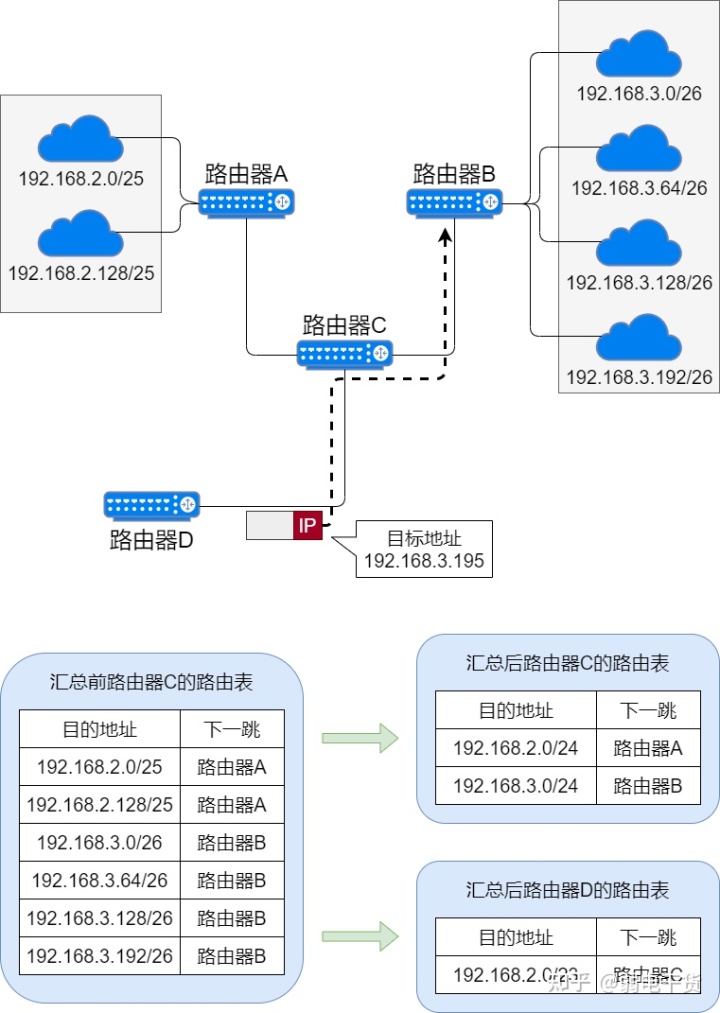 192.168.3.0/26
192.168.2.0/25
路由器A
路由器B
192.168.3.64/26
192.168.2.128/25
192.168.3.128/26
路由器C
192.168.3.192/26
路由器D
IP
目标地址
192.168.3.195
汇总前路由器C的路由表
目的地址 下一跳
192.168.2.0/25 路由器A
192.168.2.128/25 路由器A
192.168.3.0/26 路由器B
192.168.3.64/26 路由器B
192.168.3.128/26 路由器B
192.168.3.192/26 路由器B
汇总后路由器C的路由表
目的地址 下一跳
192.168.2.0/24 路由器A
192.168.3.0/24 路由器B
汇总后路由器D的路由表
目的地址 下一跳
192.168.2.0/23 路由器C
知乎 @弱电干货